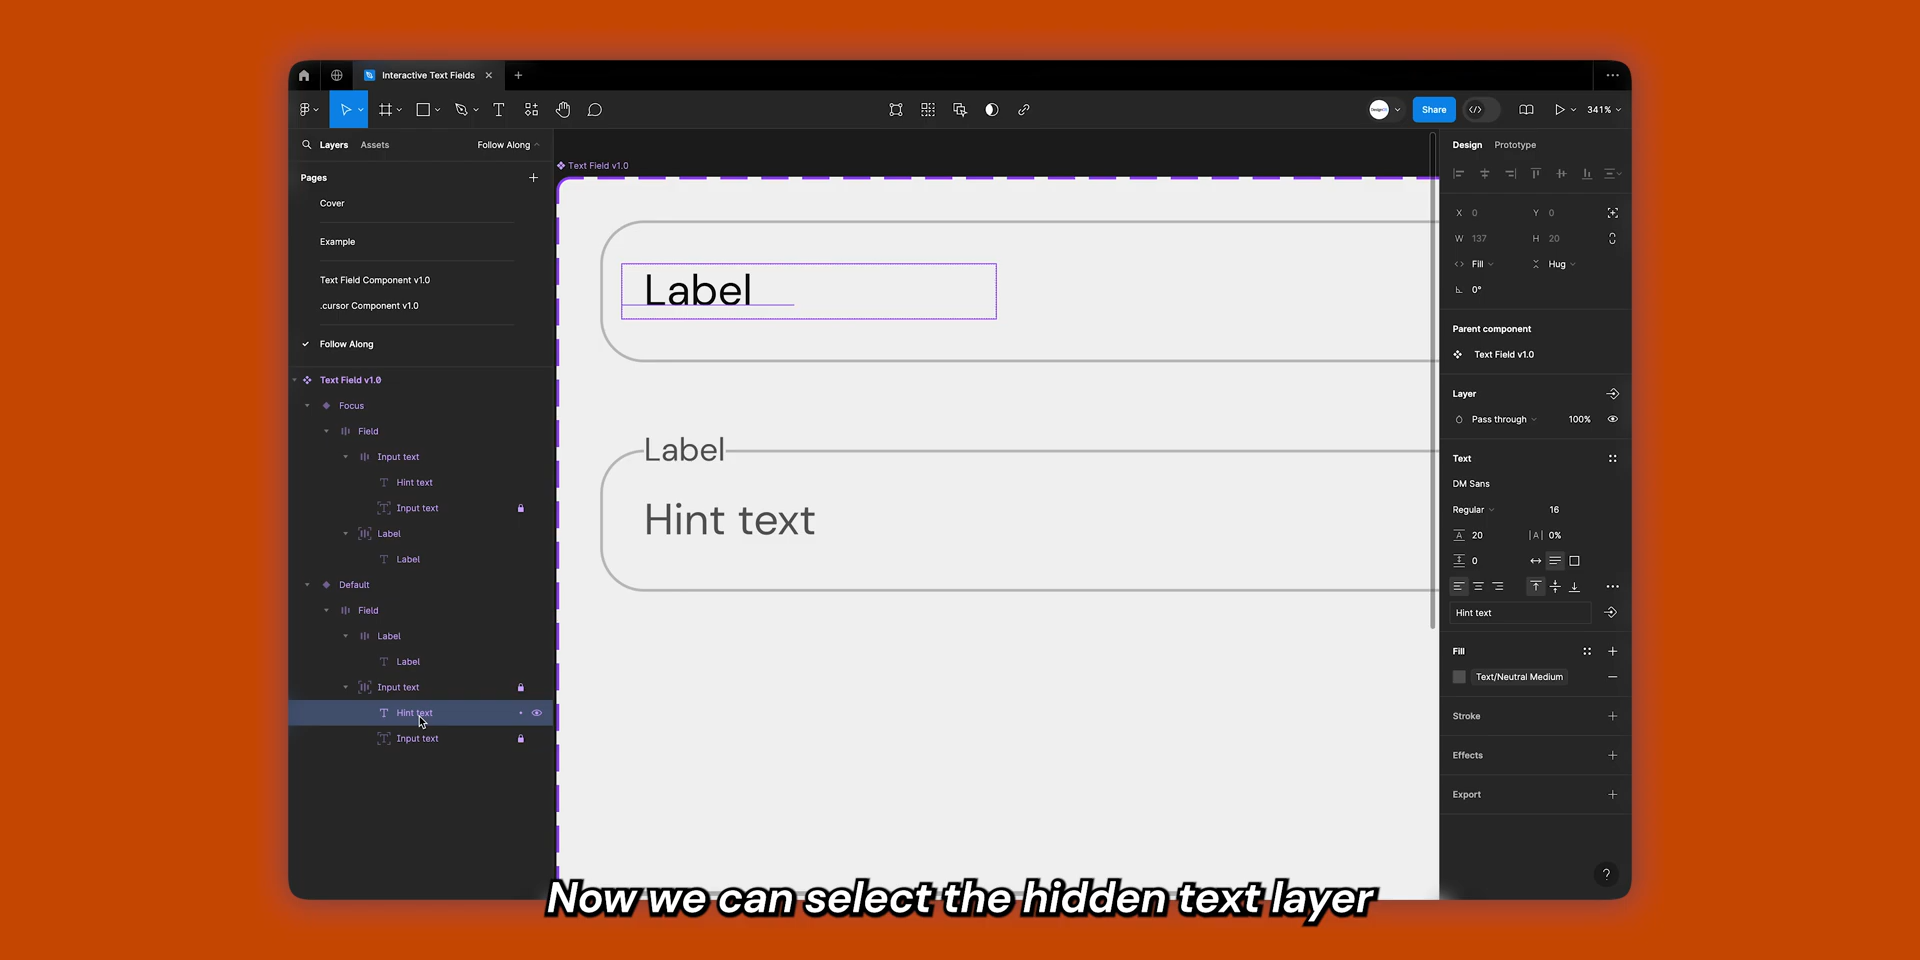 Interactive Text Fields
Share
341%
Layers
Assets
Follow Along
Pages
Cover
Example
Text Field Component v1.0
.cursor Component v1.0
Follow Along
Text Field v1.0
Focus
Field
Input text
Hint text
Input text
Label
Label
Default
Field
Label
Label
Input text
Hint text
Input text
Text Field v1.0
Label
Label
Hint text
Design
Prototype
X 0
Y 0
W 137
H 20
Fill
Hug
0°
Parent component
Text Field v1.0
Layer
Pass through
100%
Text
DM Sans
Regular
16
20
|A| 0%
0
Hint text
Fill
Text/Neutral Medium
Stroke
Effects
Export
?
Now we can select the hidden text layer